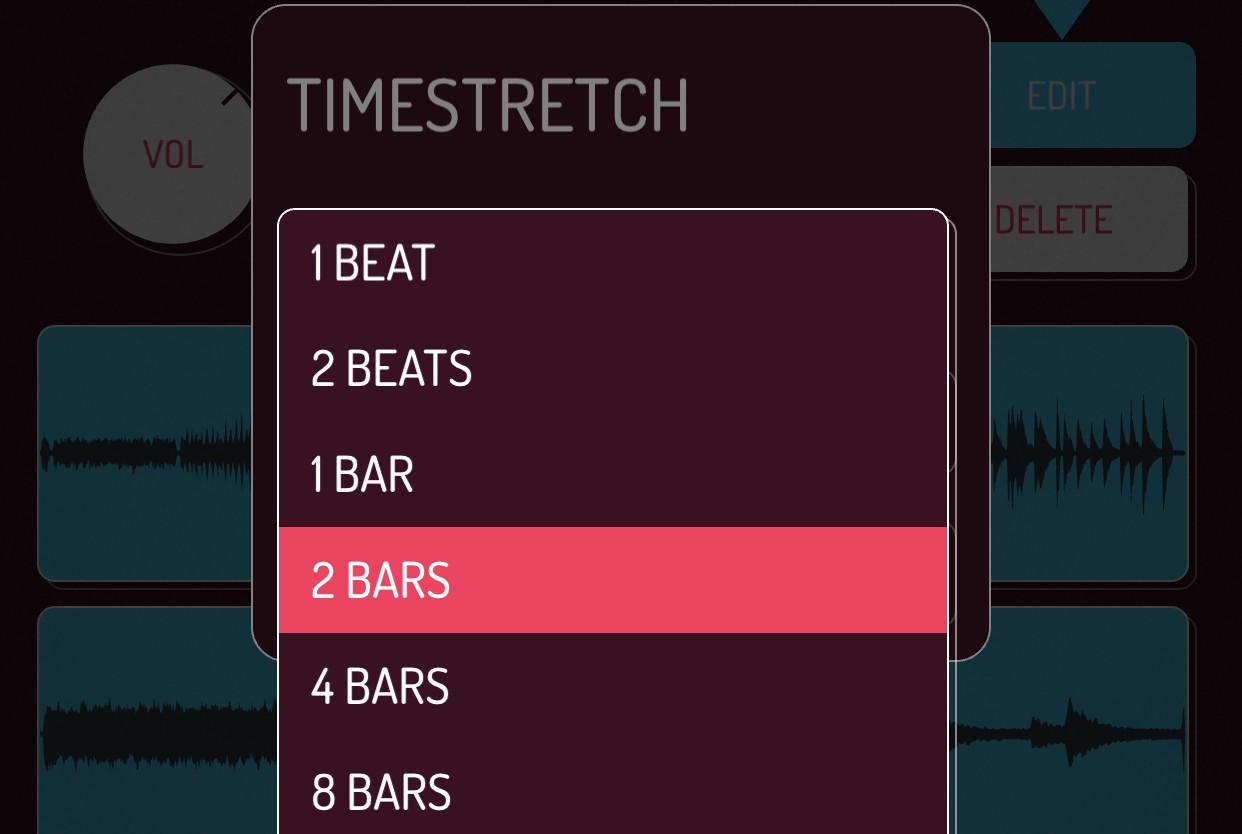 TIMESTRETCH
VOL
EDIT
DELETE
1 BEAT
2 BEATS
1 BAR
2 BARS
4 BARS
8 BARS